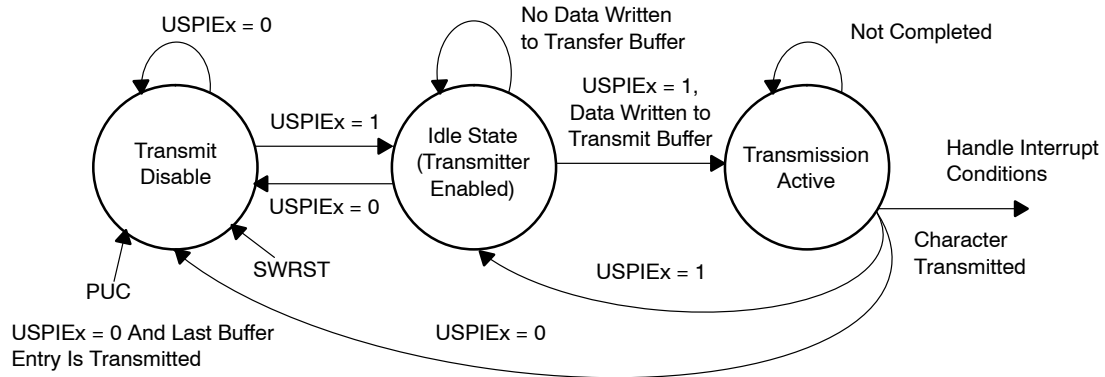 USPIEx = 0
No Data Written
to Transfer Buffer
Not Completed
USPIEx = 1
USPIEx = 1,
Data Written to
Transmit Buffer
Transmit
Disable
Idle State
(Transmitter
Enabled)
Transmission
Active
Handle Interrupt
Conditions
USPIEx = 0
SWRST
PUC
USPIEx = 1
Character
Transmitted
USPIEx = 0 And Last Buffer
Entry Is Transmitted
USPIEx = 0